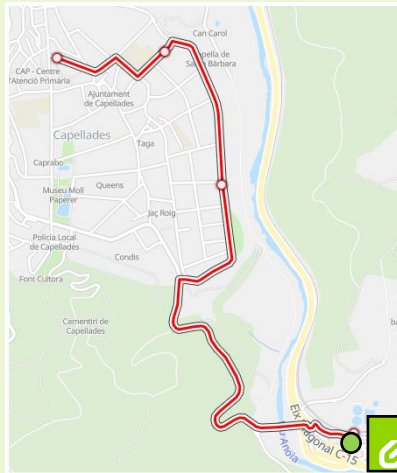 Can Carol
Capella de
Santa Bàrbara
CAP - Centre
d'Atenció Primària
Ajuntament
de Capellades
Capellades
Taga
Caprabo
Queens
Museu Molí
Paperer
Jaç Roig
Policia Local
de Capellades
Condis
Font Cuitora
Cementiri de
Capellades
Eix Diagonal C-15
Anoia